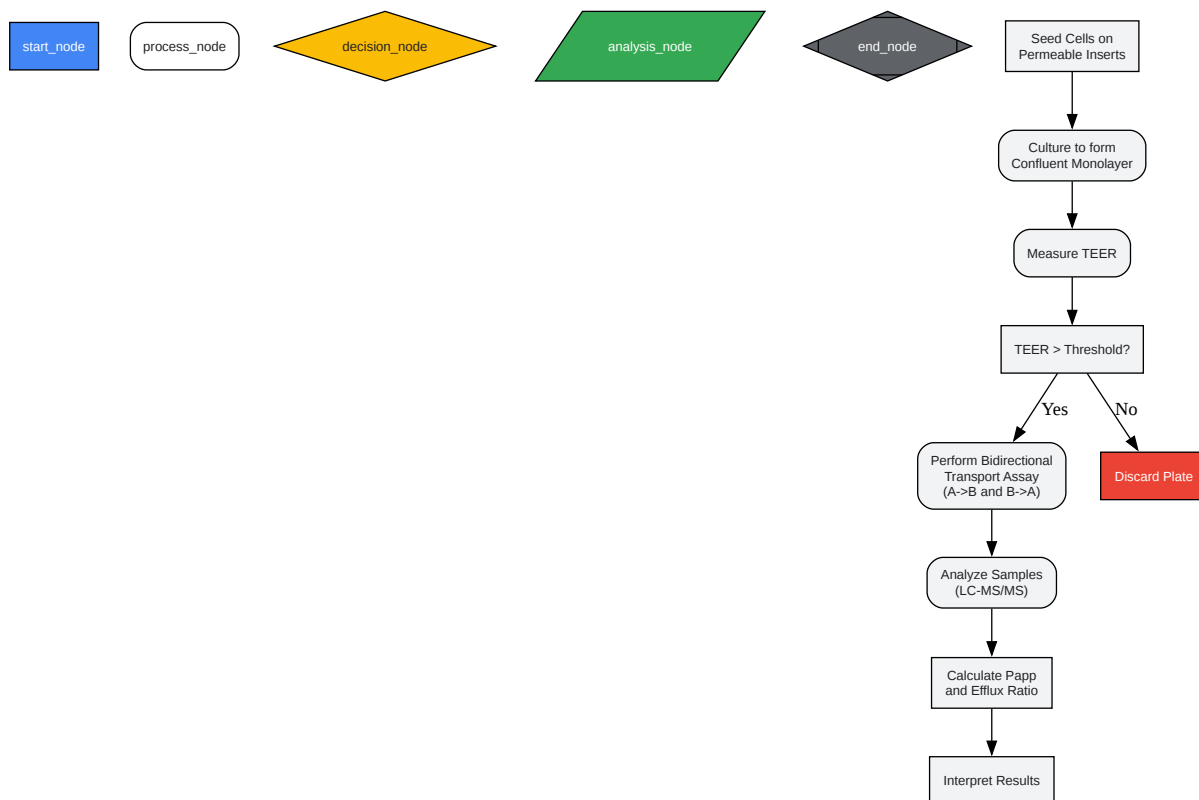 start_node
process_node
decision_node
analysis_node
end_node
Seed Cells on
Permeable Inserts
Culture to form
Confluent Monolayer
Measure TEER
TEER > Threshold?
Yes
No
Perform Bidirectional
Transport Assay
(A->B and B->A)
Discard Plate
Analyze Samples
(LC-MS/MS)
Calculate Papp
and Efflux Ratio
Interpret Results